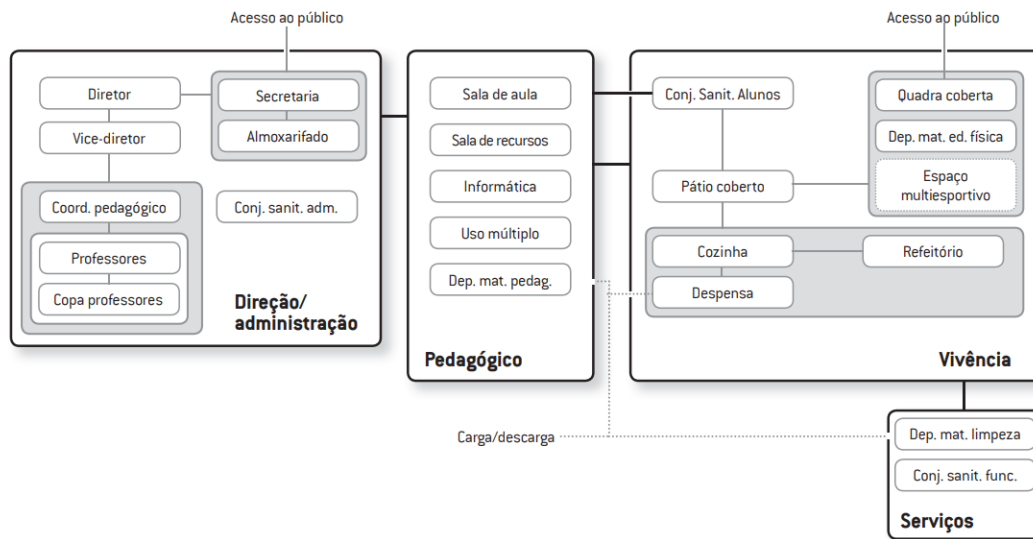 Acesso ao público
Diretor
Secretaria
Vice-diretor
Almoxarifado
Coord. pedagógico
Conj. sanit. adm.
Professores
Copa professores
Direção/
administração
Sala de aula
Sala de recursos
Informática
Uso múltiplo
Dep. mat. pedag.
Pedagógico
Acesso ao público
Conj. Sanit. Alunos
Quadra coberta
Dep. mat. ed. física
Pátio coberto
Espaço
multiesportivo
Cozinha
Refeitório
Despensa
Vivência
Carga/descarga
Dep. mat. limpeza
Conj. sanit. func.
Serviços